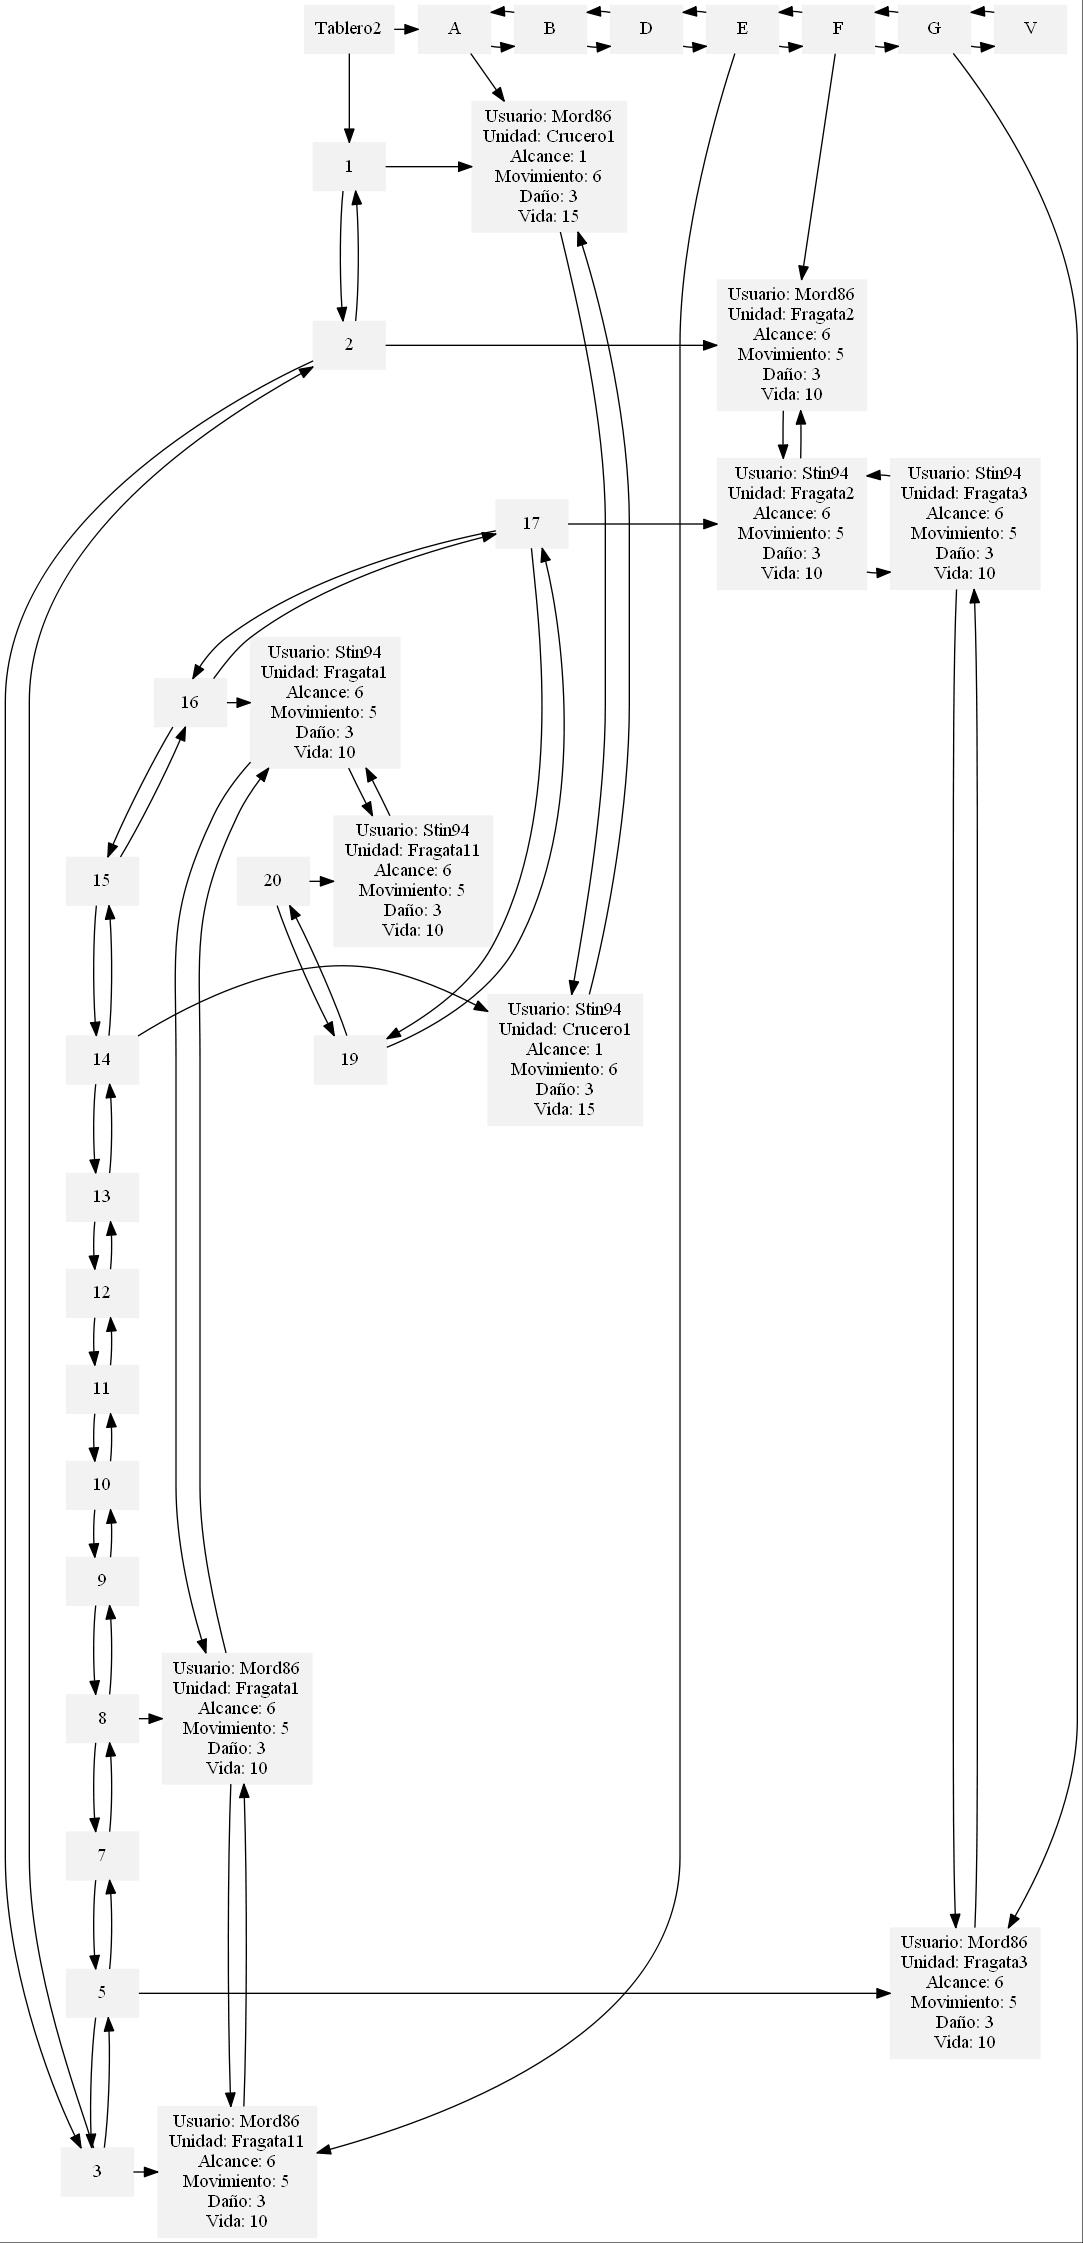 Tablero2
A
B
D
E
F
G
V
Usuario: Mord86
Unidad: Crucero1
Alcance: 1
Movimiento: 6
Daño: 3
Vida: 15
1
Usuario: Mord86
Unidad: Fragata2
Alcance: 6
Movimiento: 5
Daño: 3
Vida: 10
2
Usuario: Stin94
Unidad: Fragata2
Alcance: 6
Movimiento: 5
Daño: 3
Vida: 10
Usuario: Stin94
Unidad: Fragata3
Alcance: 6
Movimiento: 5
Daño: 3
Vida: 10
17
Usuario: Stin94
Unidad: Fragata1
Alcance: 6
Movimiento: 5
Daño: 3
Vida: 10
16
Usuario: Stin94
Unidad: Fragata11
Alcance: 6
Movimiento: 5
Daño: 3
Vida: 10
15
20
Usuario: Stin94
Unidad: Crucero1
Alcance: 1
Movimiento: 6
Daño: 3
Vida: 15
14
19
13
12
11
10
9
Usuario: Mord86
Unidad: Fragata1
Alcance: 6
Movimiento: 5
Daño: 3
Vida: 10
8
7
Usuario: Mord86
Unidad: Fragata3
Alcance: 6
Movimiento: 5
Daño: 3
Vida: 10
5
Usuario: Mord86
Unidad: Fragata11
Alcance: 6
Movimiento: 5
Daño: 3
Vida: 10
3